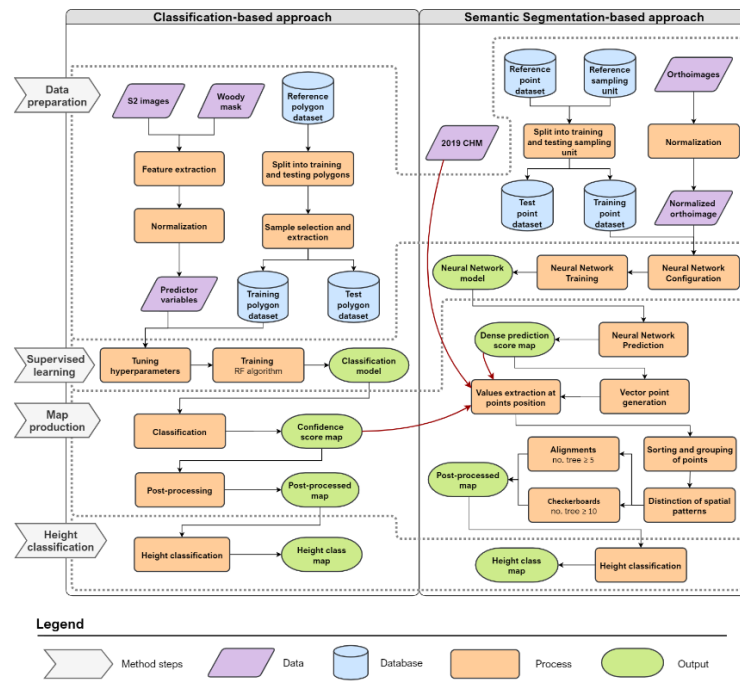 Classification-based approach
Semantic Segmentation-based approach
Data
preparation
S2 images
Woody
mask
Reference
polygon
dataset
Feature extraction
Split into training
and testing polygons
Normalization
Sample selection and
extraction
Predictor
variables
Training
polygon
dataset
Test
polygon
dataset
2019 CHM
Reference
point
dataset
Reference
sampling
unit
Orthoimages
Split into training
and testing sampling
unit
Normalization
Test
point
dataset
Training
point
dataset
Normalized
orthoimage
Neural Network
model
Neural Network
Training
Neural Network
Configuration
Supervised
learning
Tuning
hyperparameters
Training
RF algorithm
Classification
model
Dense prediction
score map
Neural Network
Prediction
Values extraction at
points position
Vector point
generation
Map
production
Classification
Confidence
score map
Post-processing
Post-processed
map
Alignments
no. tree ≥ 5
Sorting and grouping
of points
Post-processed
map
Checkerboards
no. tree ≥ 10
Distinction of spatial
patterns
Height
classification
Height classification
Height class
map
Height class
map
Height classification
Legend
Method steps
Data
Database
Process
Output